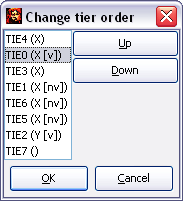 Change tier order
TIE4 (X)
TIE0 (X [v])
TIE3 (X)
TIE1 (X [nv])
TIE6 (X [nv])
TIE5 (X [nv])
TIE2 (Y [v])
TIE7 ()
Up
Down
OK
Cancel